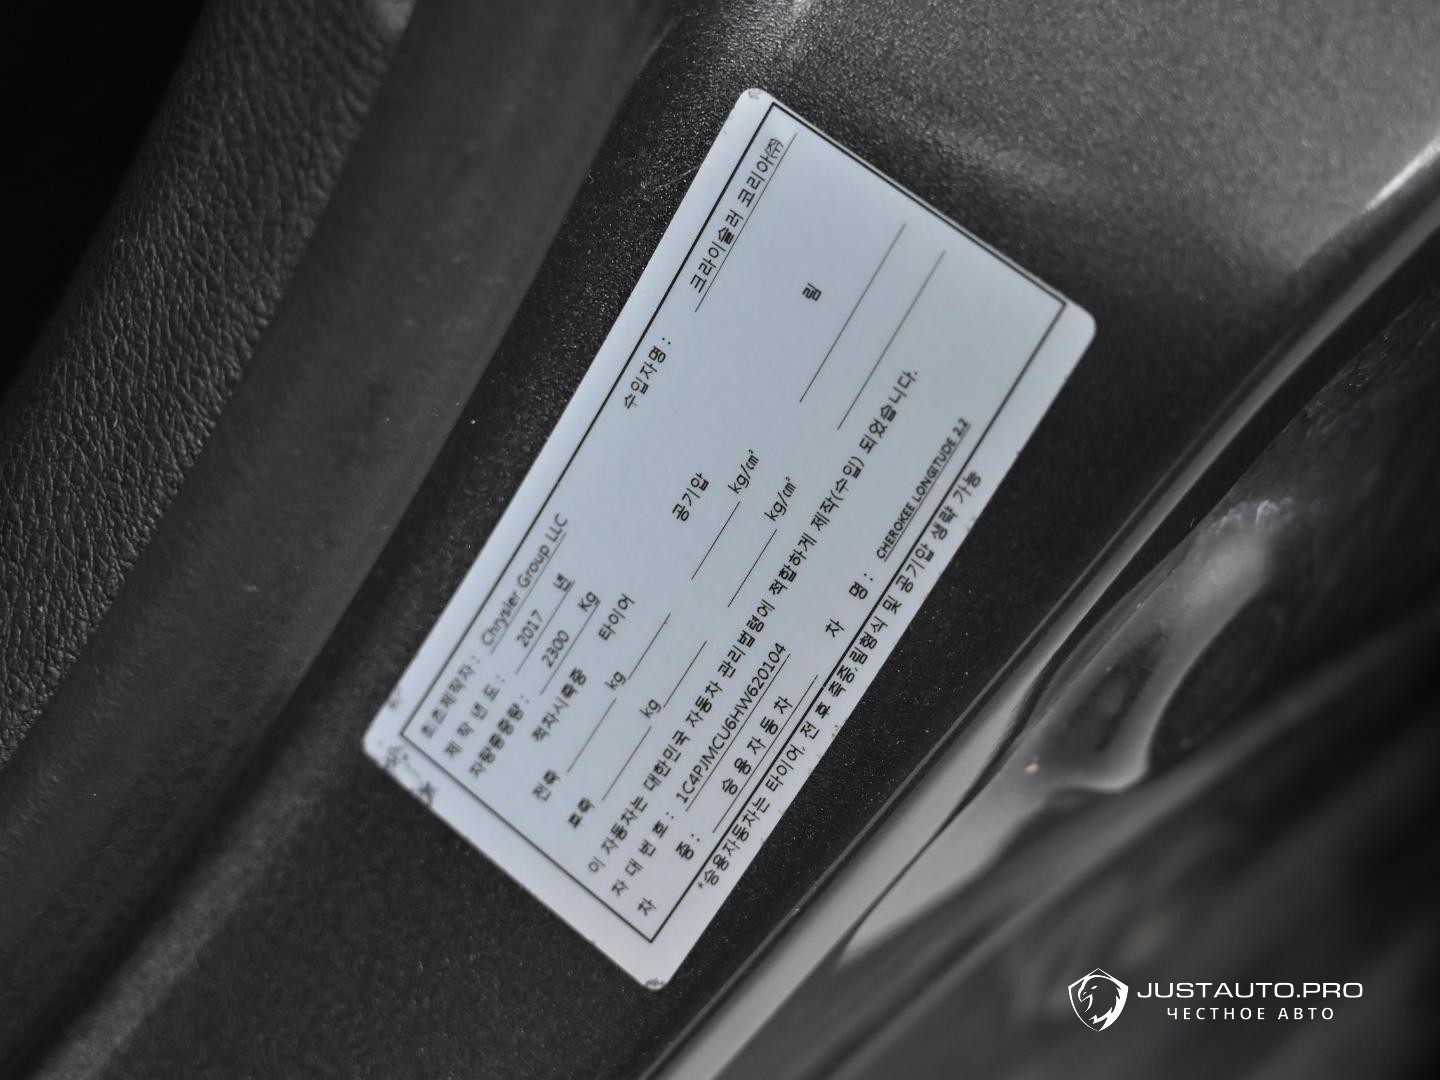 최초제작자 : Chrysler Group LLC 수입자명 : 크라이슬러 코리아㈜
제 작 년 도 : 2017 년
차량총중량 : 2300 Kg
적차시축중 타이어 공기압 림
전축 kg kg/㎠
후축 kg kg/㎠
이 자동차는 대한민국 자동차 관리법령에 적합하게 제작(수입) 되었습니다.
차 대 번 호 : 1C4PJMCU6HW620104
차 종 : 승 용 자 동 차 차 명 : CHEROKEE LONGITUDE 2.2
*승용자동차는 타이어, 전 후 축중,림형식 및 공기압 생략 가능
JUSTAUTO.PRO
ЧЕСТНОЕ АВТО